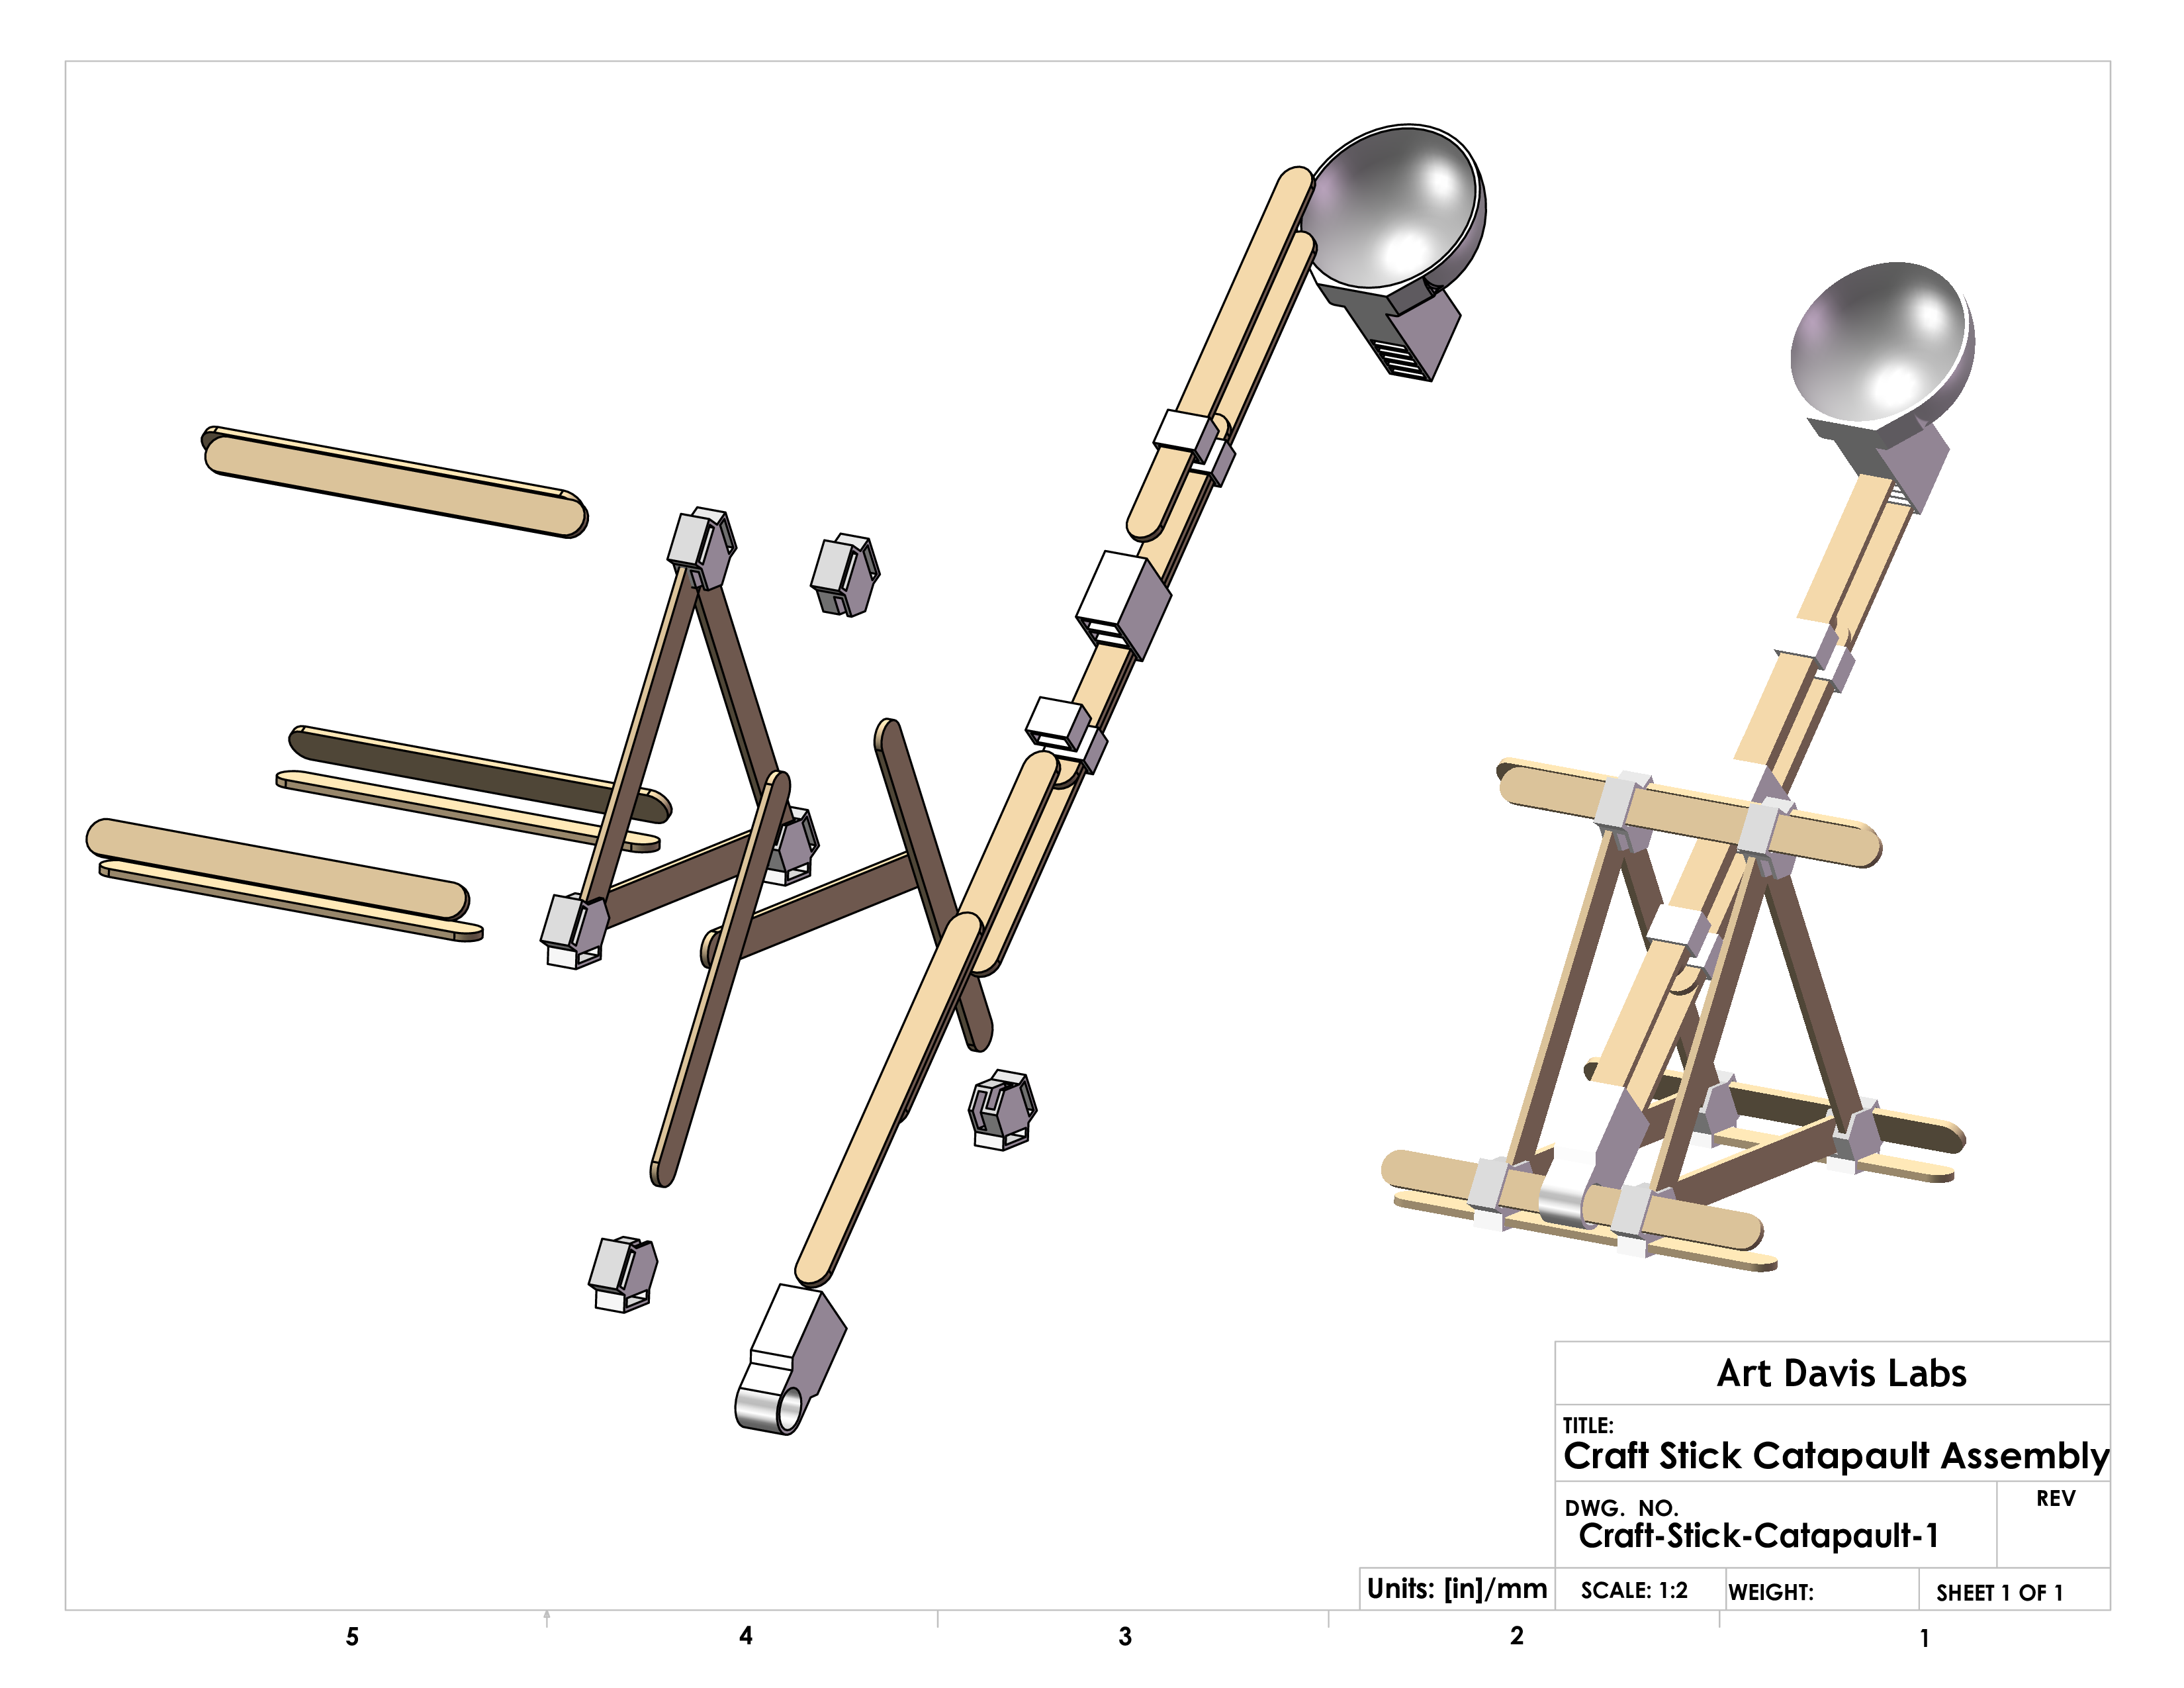 Art Davis Labs
TITLE:
Craft Stick Catapault Assembly
DWG. NO.
REV
Craft-Stick-Catapault-1
Units: [in]/mm
SCALE: 1:2
WEIGHT:
SHEET 1 OF 1
5
4
3
2
1